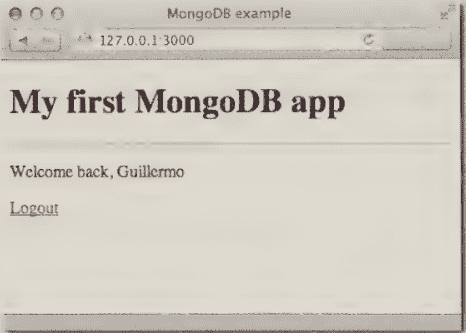 MongoDB example
127.0.0.1:3000
My first MongoDB app
Welcome back, Guillermo
Logout